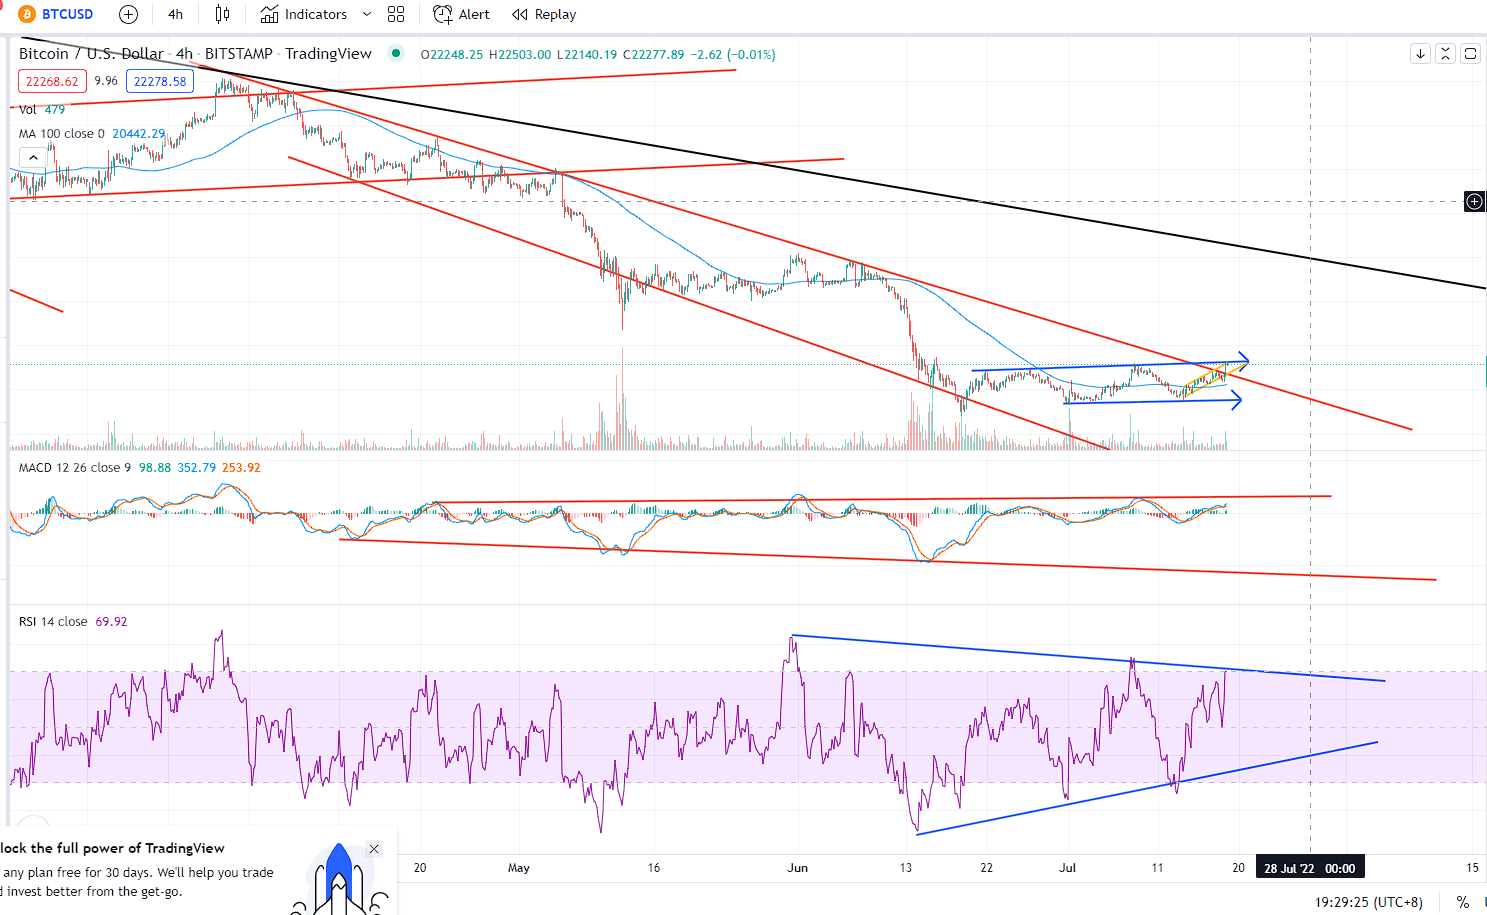 BTCUSD 4h Indicators Alert Replay
Bitcoin / U.S. Dollar · 4h · BITSTAMP · TradingView O22248.25 H22503.00 L22140.19 C22277.89 −2.62 (−0.01%)
22268.62 9.96 22278.58
Vol 479
MA 100 close 0 20442.29
MACD 12 26 close 9 98.88 352.79 253.92
RSI 14 close 69.92
lock the full power of TradingView
any plan free for 30 days. We'll help you trade
invest better from the get-go.
20 May 16 Jun 13 22 Jul 11 20 28 Jul '22 00:00 15
19:29:25 (UTC+8) %